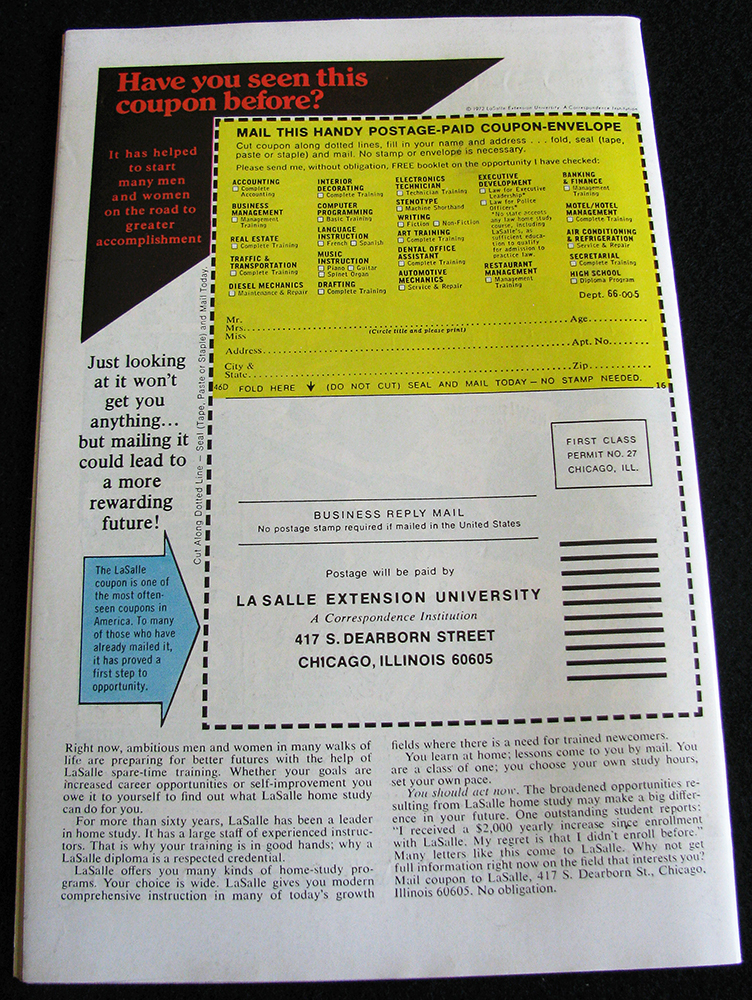 Have you seen this
coupon before?
It has helped
to start
many men
and women
on the road to
greater
accomplishment
© 1972 LaSalle Extension University A Correspondence Institution
MAIL THIS HANDY POSTAGE-PAID COUPON-ENVELOPE
Cut coupon along dotted lines, fill in your name and address . . . fold, seal (tape,
paste or staple) and mail. No stamp or envelope is necessary.
Please send me, without obligation, FREE booklet on the opportunity I have checked:
ACCOUNTING
☐ Complete
Accounting
BUSINESS
MANAGEMENT
☐ Management
Training
REAL ESTATE
☐ Complete Training
TRAFFIC &
TRANSPORTATION
☐ Complete Training
DIESEL MECHANICS
☐ Maintenance & Repair
INTERIOR
DECORATING
☐ Complete Training
COMPUTER
PROGRAMMING
☐ Basic Training
LANGUAGE
INSTRUCTION
☐ French ☐ Spanish
MUSIC
INSTRUCTION
☐ Piano ☐ Guitar
☐ Spinet Organ
DRAFTING
☐ Complete Training
ELECTRONICS
TECHNICIAN
☐ Technician Training
STENOTYPE
☐ Machine Shorthand
WRITING
☐ Fiction ☐ Non-Fiction
ART TRAINING
☐ Complete Training
DENTAL OFFICE
ASSISTANT
☐ Complete Training
AUTOMOTIVE
MECHANICS
☐ Service & Repair
EXECUTIVE
DEVELOPMENT
☐ Law for Executive
Leadership*
☐ Law for Police
Officers*
*No state accepts
any law home study
course, including
LaSalle's, as
sufficient educa-
tion to qualify
for admission to
practice law.
RESTAURANT
MANAGEMENT
☐ Management
Training
BANKING
& FINANCE
☐ Management
Training
MOTEL/HOTEL
MANAGEMENT
☐ Complete Training
AIR CONDITIONING
& REFRIGERATION
☐ Service & Repair
SECRETARIAL
☐ Complete Training
HIGH SCHOOL
☐ Diploma Program
Dept. 66-005
Mr.
Mrs. Age
Miss (Circle title and please print)
Address Apt. No.
City &
State Zip
46D FOLD HERE ↓ (DO NOT CUT) SEAL AND MAIL TODAY — NO STAMP NEEDED. 16
Cut Along Dotted Line — Seal (Tape, Paste or Staple) and Mail Today.
Just looking
at it won't
get you
anything...
but mailing it
could lead to
a more
rewarding
future!
The LaSalle
coupon is one of
the most often-
seen coupons in
America. To many
of those who have
already mailed it,
it has proved a
first step to
opportunity.
FIRST CLASS
PERMIT NO. 27
CHICAGO, ILL.
BUSINESS REPLY MAIL
No postage stamp required if mailed in the United States
Postage will be paid by
LA SALLE EXTENSION UNIVERSITY
A Correspondence Institution
417 S. DEARBORN STREET
CHICAGO, ILLINOIS 60605
Right now, ambitious men and women in many walks of
life are preparing for better futures with the help of
LaSalle spare-time training. Whether your goals are
increased career opportunities or self-improvement you
owe it to yourself to find out what LaSalle home study
can do for you.
For more than sixty years, LaSalle has been a leader
in home study. It has a large staff of experienced instruc-
tors. That is why your training is in good hands; why a
LaSalle diploma is a respected credential.
LaSalle offers you many kinds of home-study pro-
grams. Your choice is wide. LaSalle gives you modern
comprehensive instruction in many of today's growth
fields where there is a need for trained newcomers.
You learn at home; lessons come to you by mail. You
are a class of one; you choose your own study hours,
set your own pace.
You should act now. The broadened opportunities re-
sulting from LaSalle home study may make a big differ-
ence in your future. One outstanding student reports:
"I received a $2,000 yearly increase since enrollment
with LaSalle. My regret is that I didn't enroll before."
Many letters like this come to LaSalle. Why not get
full information right now on the field that interests you?
Mail coupon to LaSalle, 417 S. Dearborn St., Chicago,
Illinois 60605. No obligation.